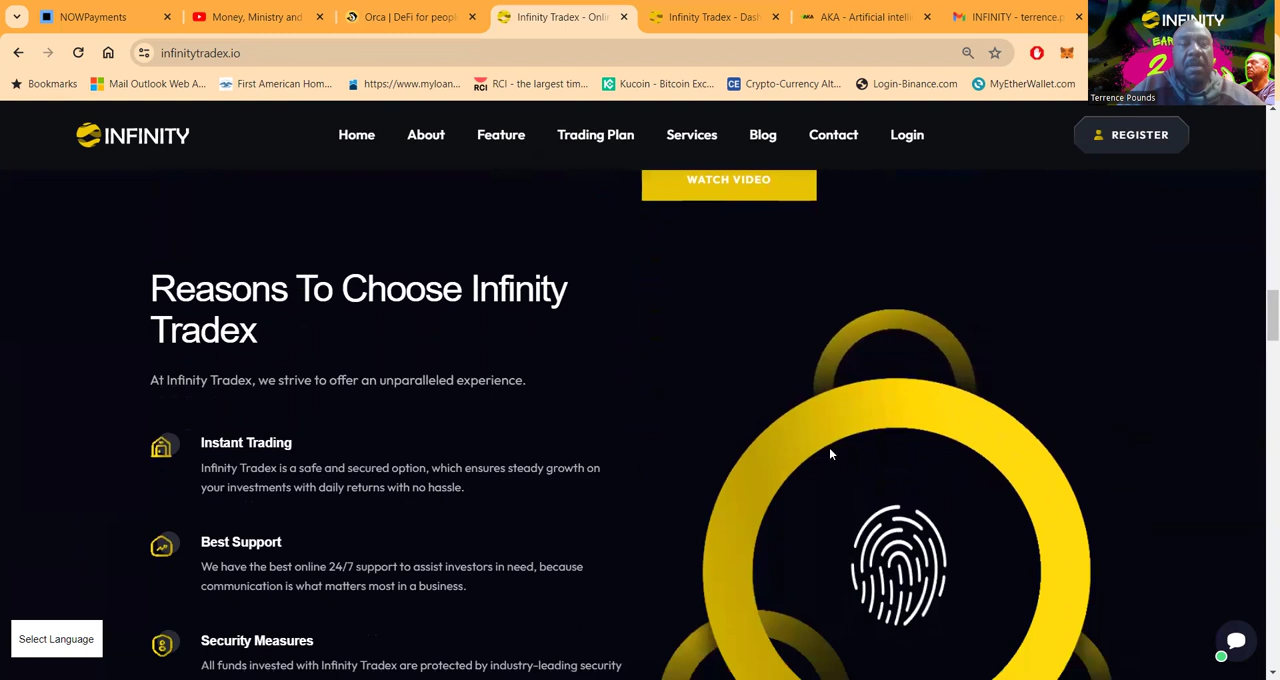 NOWPayments
Money, Ministry and
Orca | DeFi for peopl
Infinity Tradex - Onli
Infinity Tradex - Dash
AKA - Artificial intelli
INFINITY - terrence.p
infinitytradex.io
Bookmarks
Mail Outlook Web A...
First American Hom...
https://www.myloan...
RCI - the largest tim...
Kucoin - Bitcoin Exc...
Crypto-Currency Alt...
Login-Binance.com
MyEtherWallet.com
INFINITY
Terrence Pounds
INFINITY
Home
About
Feature
Trading Plan
Services
Blog
Contact
Login
REGISTER
WATCH VIDEO
Reasons To Choose Infinity
Tradex
At Infinity Tradex, we strive to offer an unparalleled experience.
Instant Trading
Infinity Tradex is a safe and secured option, which ensures steady growth on
your investments with daily returns with no hassle.
Best Support
We have the best online 24/7 support to assist investors in need, because
communication is what matters most in a business.
Security Measures
All funds invested with Infinity Tradex are protected by industry-leading security
Select Language